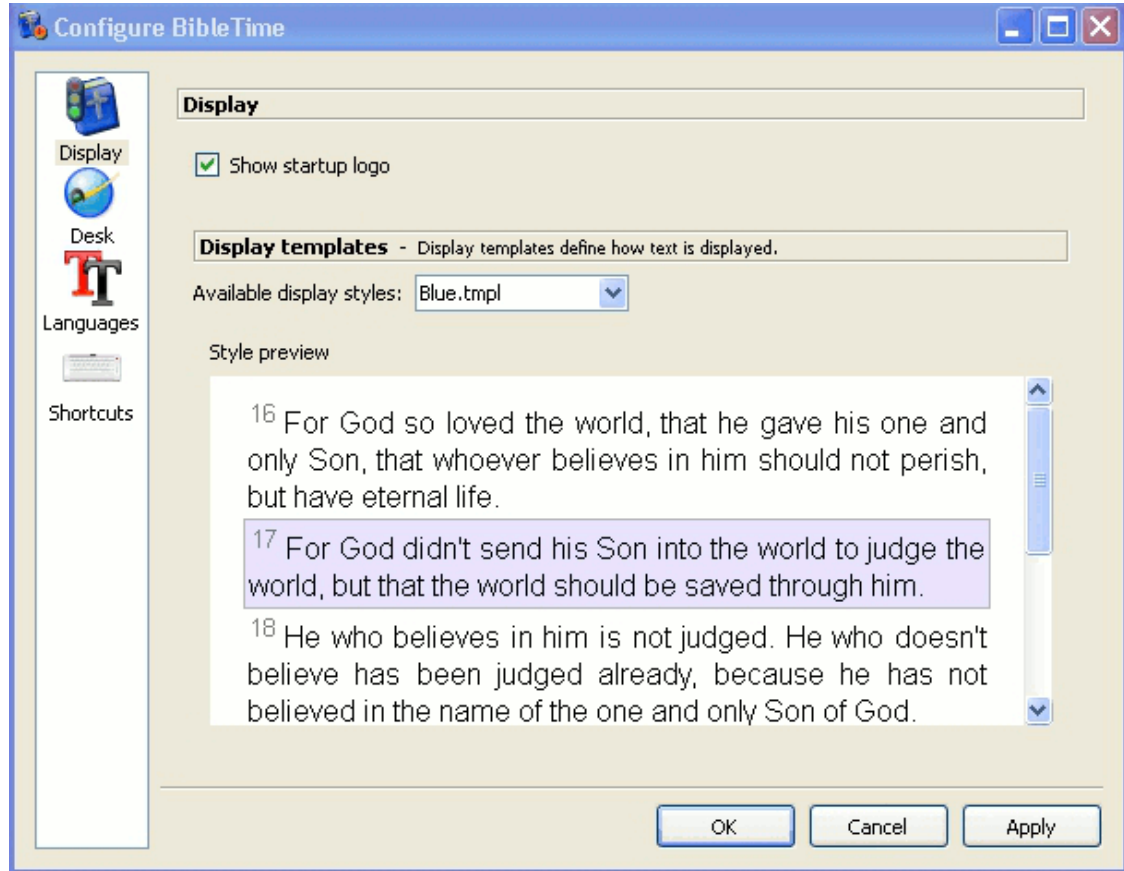 Configure BibleTime
Display
Desk
Languages
Shortcuts
Display
Show startup logo
Display templates - Display templates define how text is displayed.
Available display styles: Blue.tmpl
Style preview
16 For God so loved the world, that he gave his one and
only Son, that whoever believes in him should not perish,
but have eternal life.
17 For God didn't send his Son into the world to judge the
world, but that the world should be saved through him.
18 He who believes in him is not judged. He who doesn't
believe has been judged already, because he has not
believed in the name of the one and only Son of God.
OK Cancel Apply